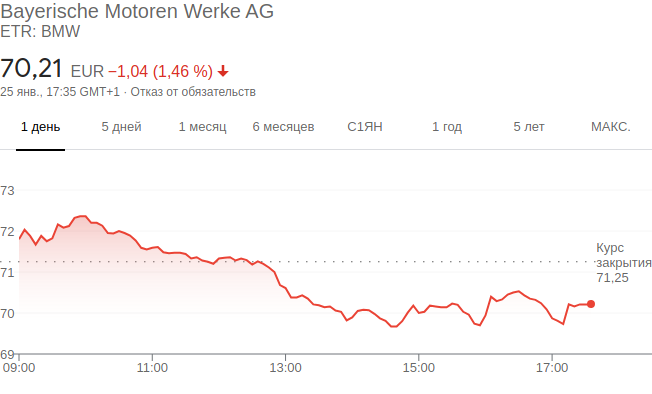 Bayerische Motoren Werke AG
ETR: BMW
70,21 EUR −1,04 (1,46 %)
25 янв., 17:35 GMT+1 · Отказ от обязательств
1 день 5 дней 1 месяц 6 месяцев С1ЯН 1 год 5 лет МАКС.
73
72
Курс
закрытия
71
71,25
70
69
09:00 11:00 13:00 15:00 17:00